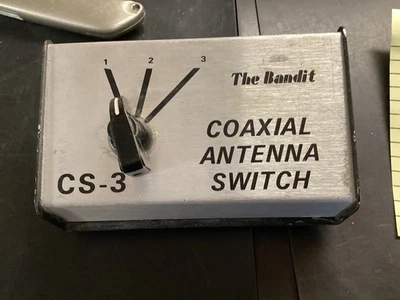 1 2 3
The Bandit
COAXIAL
ANTENNA
SWITCH
CS-3